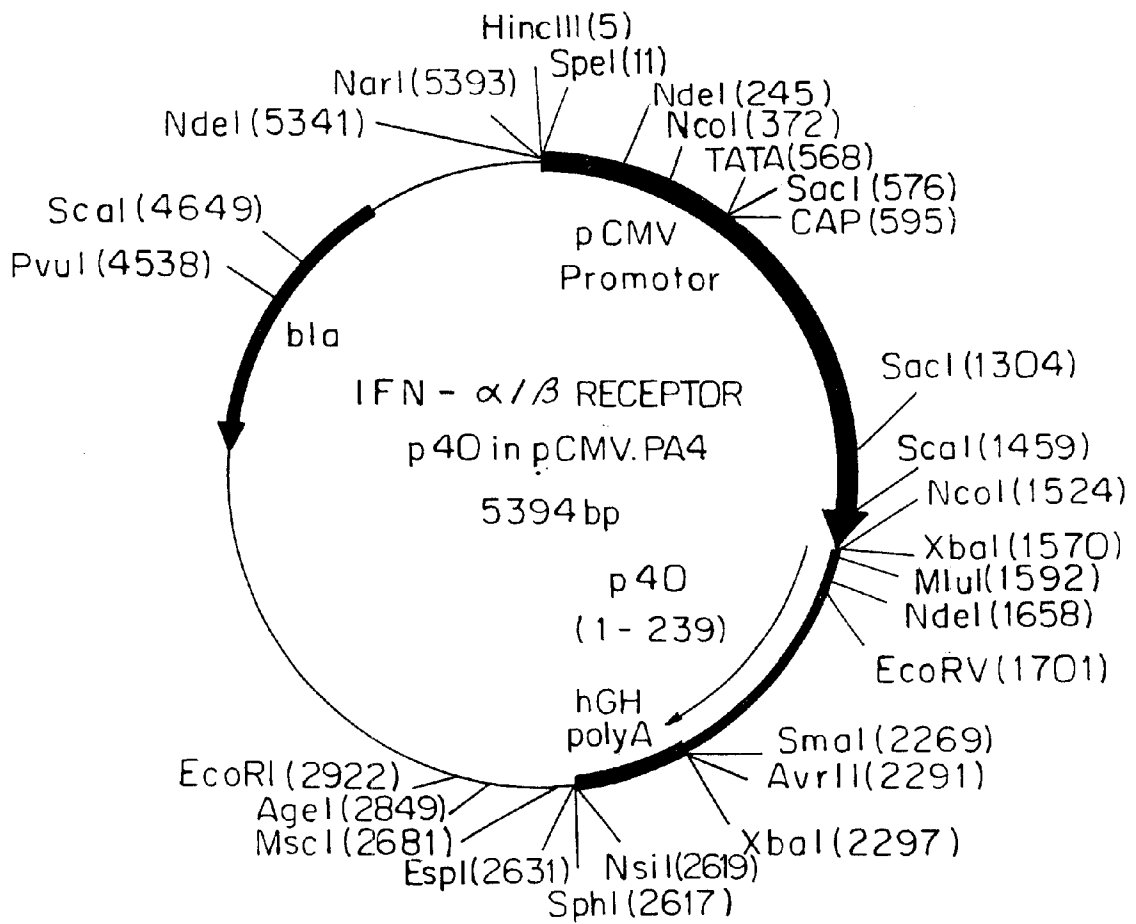 HincIII(5)
SpeI(11)
NarI(5393)
NdeI(5341)
NdeI(245)
NcoI(372)
TATA(568)
SacI(576)
CAP(595)
ScaI(4649)
PvuI(4538)
pCMV
Promotor
bla
SacI(1304)
IFN - α/β RECEPTOR
p40 in pCMV.PA4
5394bp
ScaI(1459)
NcoI(1524)
XbaI(1570)
MluI(1592)
NdeI(1658)
EcoRV(1701)
p40
(1-239)
hGH
polyA
SmaI(2269)
AvrII(2291)
XbaI(2297)
EcoRI(2922)
AgeI(2849)
MscI(2681)
EspI(2631)
NsiI(2619)
SphI(2617)